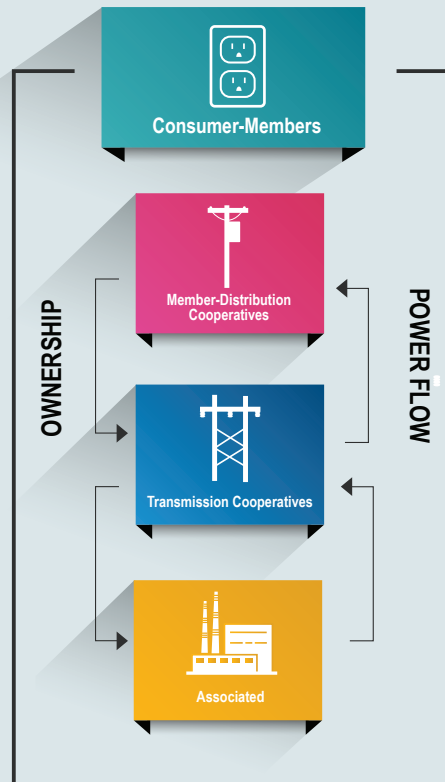 Consumer-Members
Member-Distribution
Cooperatives
OWNERSHIP
POWER FLOW
Transmission Cooperatives
Associated